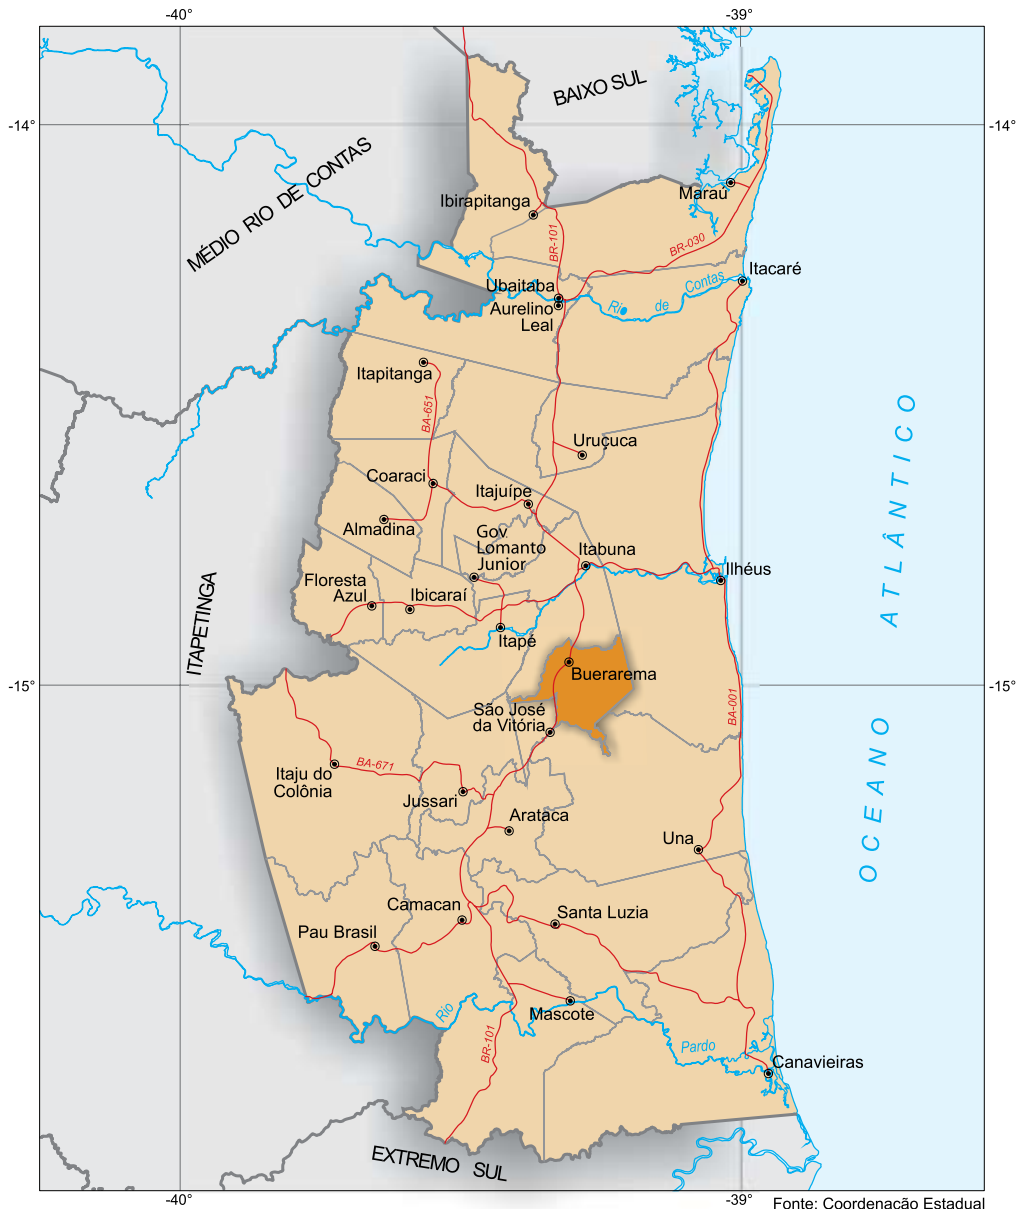 -40°
-39°
BAIXO SUL
-14°
-14°
MÉDIO RIO DE CONTAS
Maraú
Ibirapitanga
BR-101
BR-030
Itacaré
Ubaitaba
Rio de Contas
Aurelino
Leal
Itapitanga
BA-651
Uruçuca
Coaraci
Itajuípe
Almadina
Gov
Lomanto
Junior
Itabuna
Ilhéus
Floresta
Azul
Ibicaraí
Itapé
ITAPETINGA
OCEANO ATLÂNTICO
Buerarema
-15°
-15°
São José
da Vitória
BA-001
BA-671
Itaju do
Colônia
Jussari
Arataca
Una
Camacan
Santa Luzia
Pau Brasil
Rio
Mascote
BR-101
Pardo
Canavieiras
EXTREMO SUL
-40°
-39°
Fonte: Coordenação Estadual